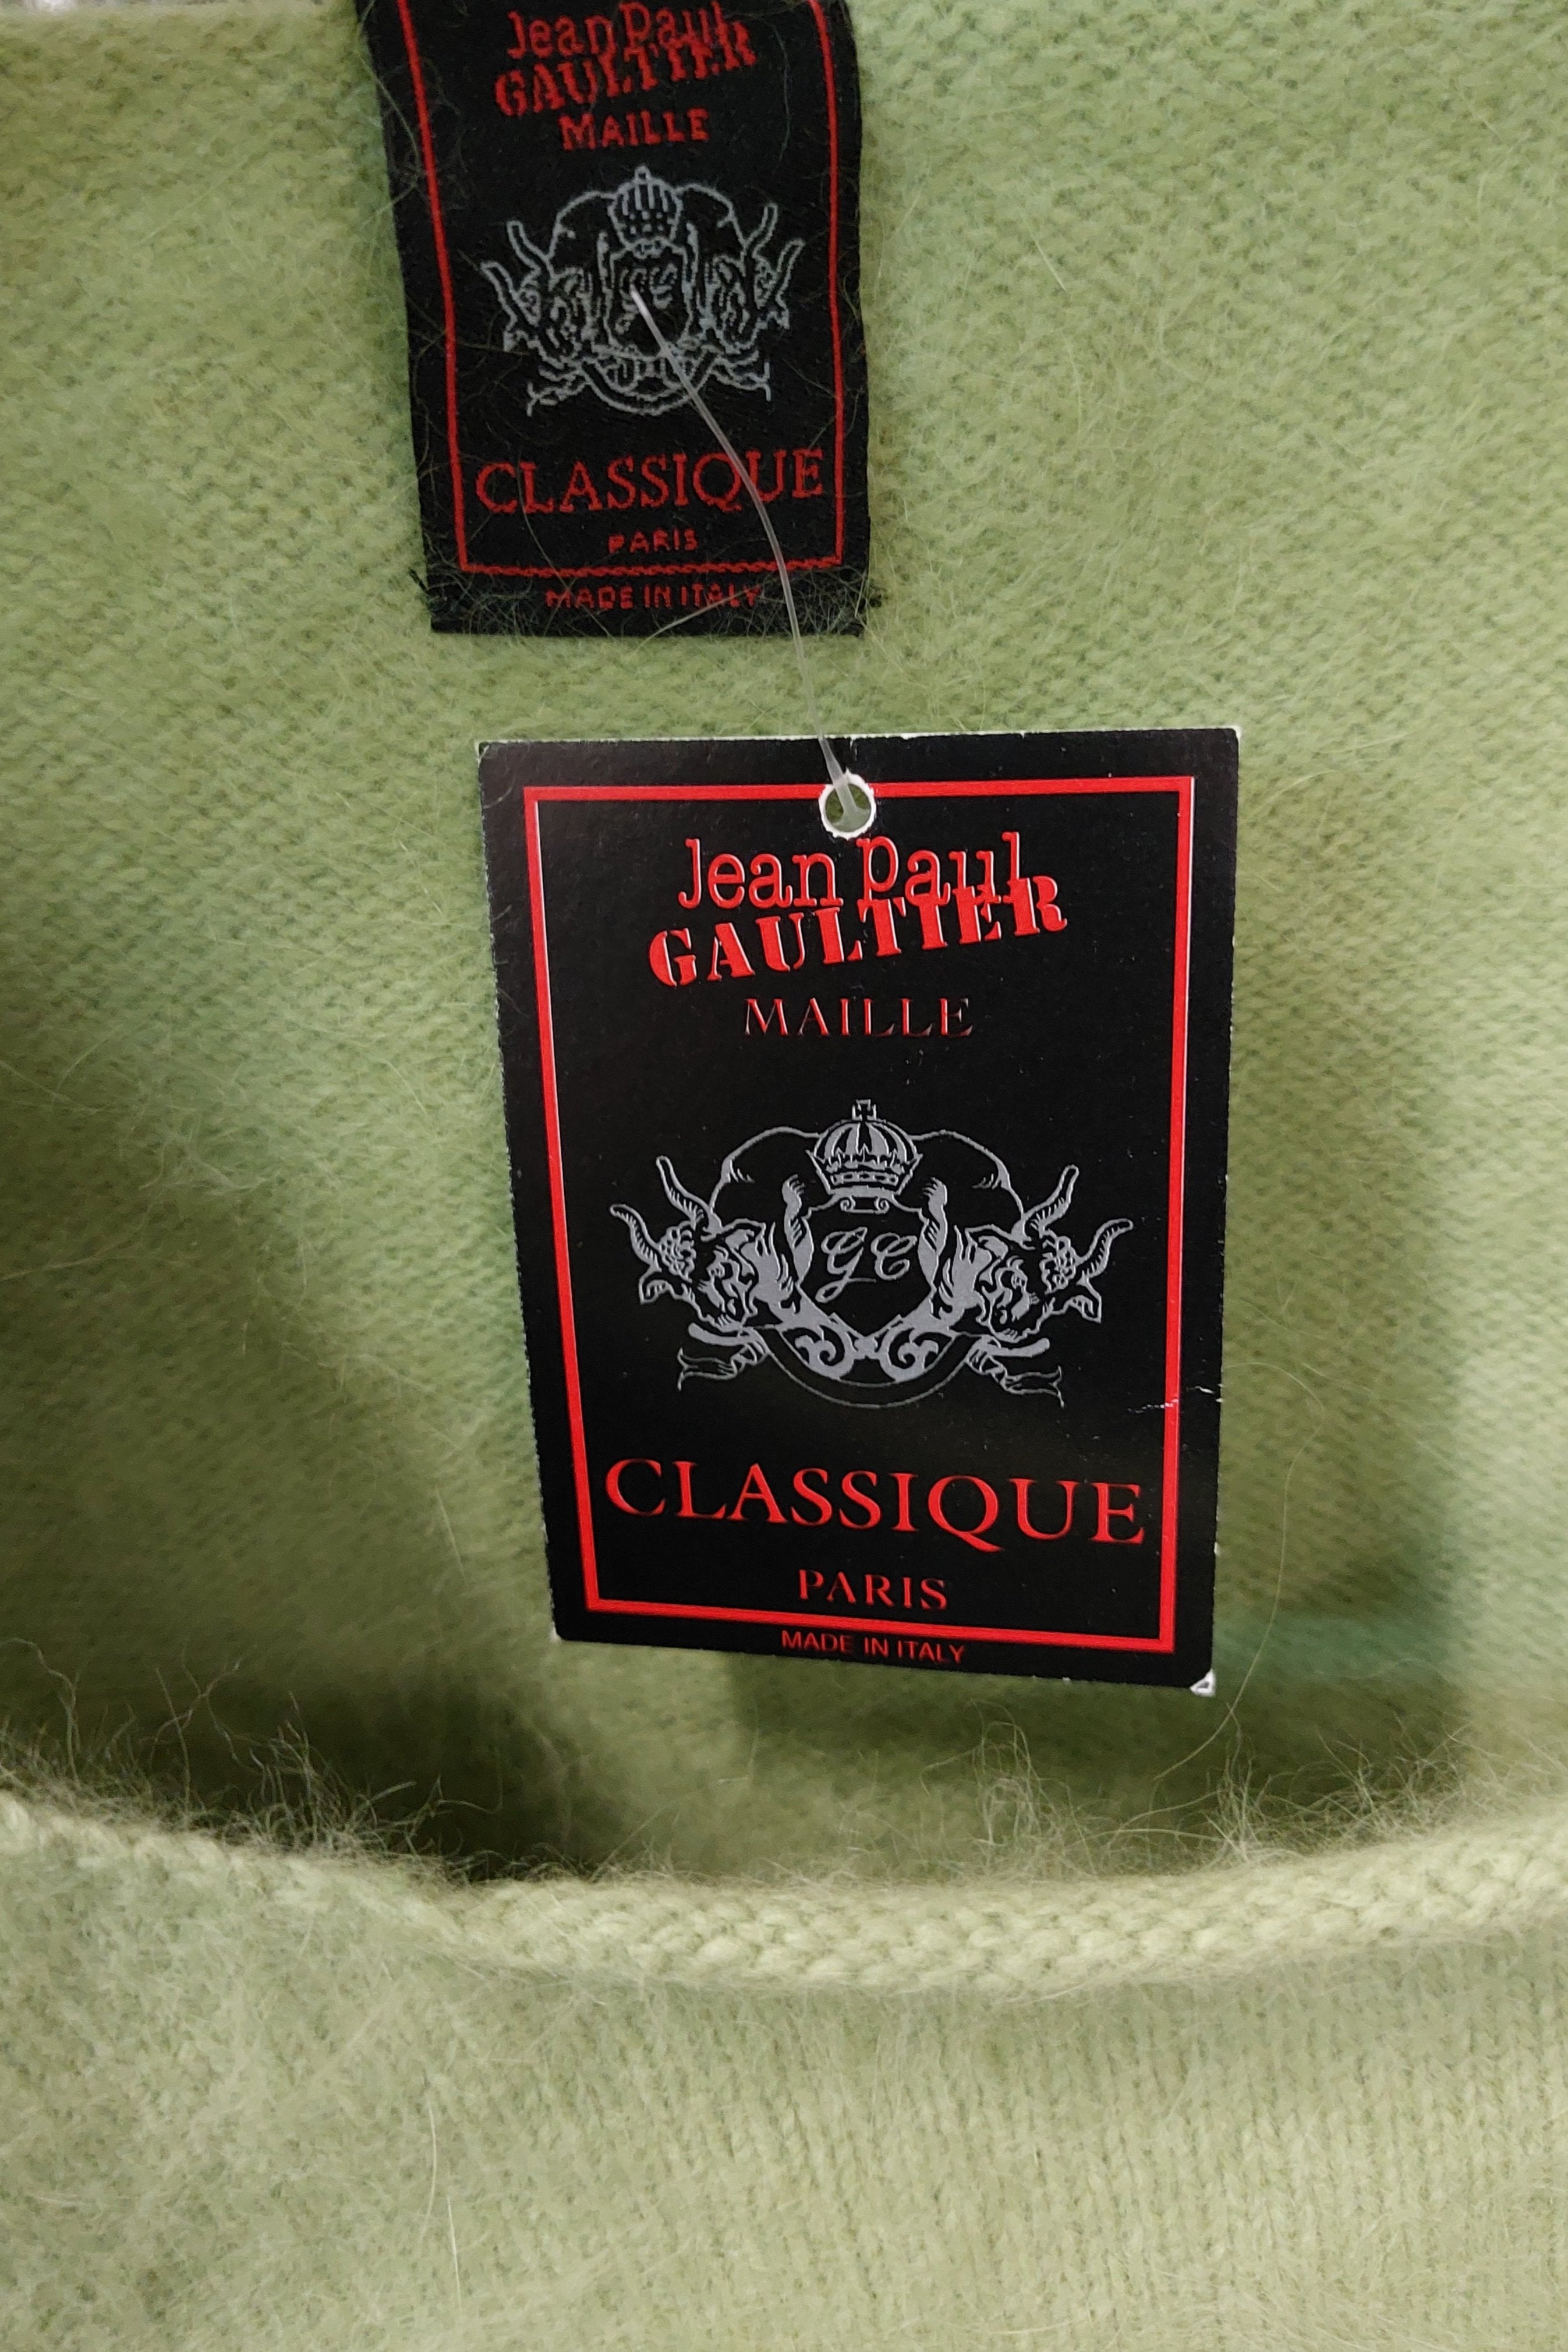 Jean Paul
GAULTIER
MAILLE
CLASSIQUE
PARIS
MADE IN ITALY
Jean Paul
GAULTIER
MAILLE
GC
CLASSIQUE
PARIS
MADE IN ITALY